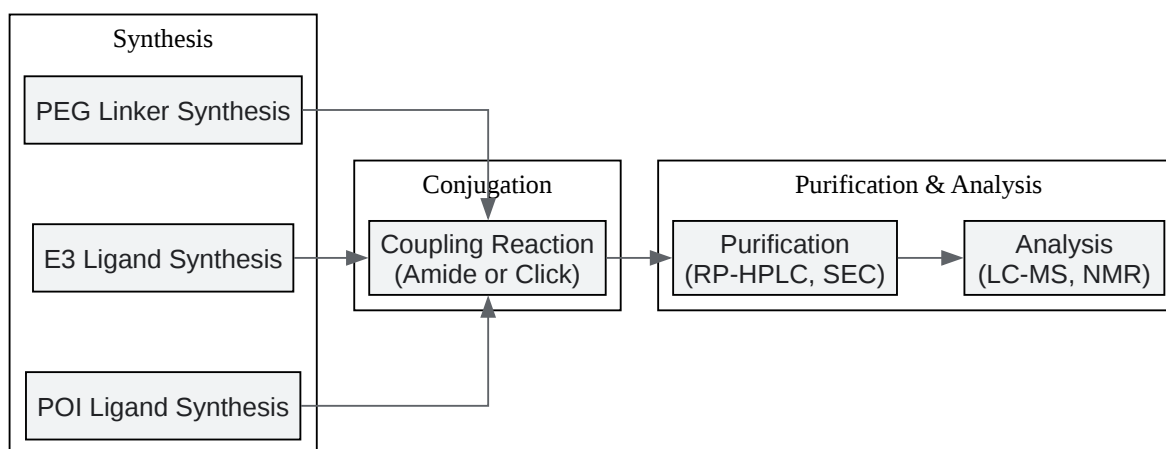 Synthesis
PEG Linker Synthesis
E3 Ligand Synthesis
POI Ligand Synthesis
Conjugation
Coupling Reaction
(Amide or Click)
Purification & Analysis
Purification
(RP-HPLC, SEC)
Analysis
(LC-MS, NMR)